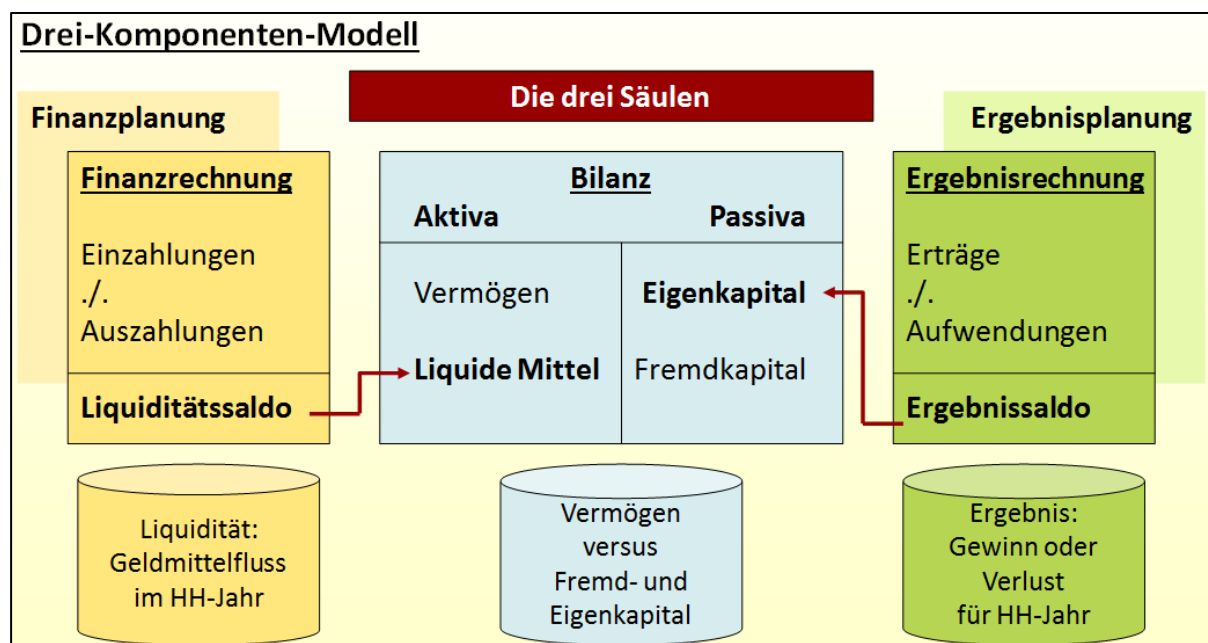 Drei-Komponenten-Modell
Die drei Säulen
Finanzplanung
Finanzrechnung
Einzahlungen
./.
Auszahlungen
Liquiditätssaldo
Bilanz
Aktiva
Passiva
Vermögen
Eigenkapital
Liquide Mittel
Fremdkapital
Ergebnisplanung
Ergebnisrechnung
Erträge
./.
Aufwendungen
Ergebnissaldo
Liquidität:
Geldmittelfluss
im HH-Jahr
Vermögen
versus
Fremd- und
Eigenkapital
Ergebnis:
Gewinn oder
Verlust
für HH-Jahr